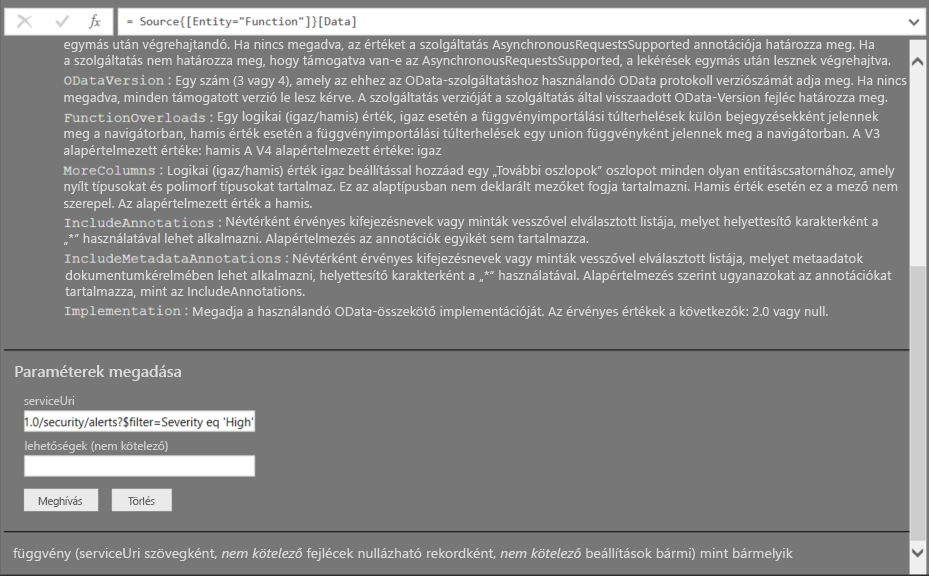 = Source{[Entity="Function"]}[Data]
egymás után végrehajtandó. Ha nincs megadva, az értéket a szolgáltatás AsynchronousRequestsSupported annotációja határozza meg. Ha
a szolgáltatás nem határozza meg, hogy támogatva van-e az AsynchronousRequestsSupported, a lekérések egymás után lesznek végrehajtva.
ODataVersion : Egy szám (3 vagy 4), amely az ehhez az OData-szolgáltatáshoz használandó OData protokoll verziószámát adja meg. Ha nincs
megadva, minden támogatott verzió le lesz kérve. A szolgáltatás verzióját a szolgáltatás által visszaadott OData-Version fejléc határozza meg.
FunctionOverloads : Egy logikai (igaz/hamis) érték, igaz esetén a függvényimportálási túlterhelések külön bejegyzésekként jelennek
meg a navigátorban, hamis érték esetén a függvényimportálási túlterhelések egy union függvényként jelennek meg a navigátorban. A V3
alapértelmezett értéke: hamis A V4 alapértelmezett értéke: igaz
MoreColumns : Logikai (igaz/hamis) érték igaz beállítással hozzáad egy „További oszlopok” oszlopot minden olyan entitáscsatornához, amely
nyílt típusokat és polimorf típusokat tartalmaz. Ez az alaptípusban nem deklarált mezőket fogja tartalmazni. Hamis érték esetén ez a mező nem
szerepel. Az alapértelmezett érték a hamis.
IncludeAnnotations : Névtérként érvényes kifejezésnevek vagy minták vesszővel elválasztott listája, melyet helyettesítő karakterként a
„*” használatával lehet alkalmazni. Alapértelmezés az annotációk egyikét sem tartalmazza.
IncludeMetadataAnnotations : Névtérként érvényes kifejezésnevek vagy minták vesszővel elválasztott listája, melyet metaadatok
dokumentumkérelmében lehet alkalmazni, helyettesítő karakterként a „*” használatával. Alapértelmezés szerint ugyanazokat az annotációkat
tartalmazza, mint az IncludeAnnotations.
Implementation : Megadja a használandó OData-összekötő implementációját. Az érvényes értékek a következők: 2.0 vagy null.
Paraméterek megadása
serviceUri
1.0/security/alerts?$filter=Severity eq 'High'
lehetőségek (nem kötelező)
Meghívás Törlés
függvény (serviceUri szövegként, nem kötelező fejlécek nullázható rekordként, nem kötelező beállítások bármi) mint bármelyik